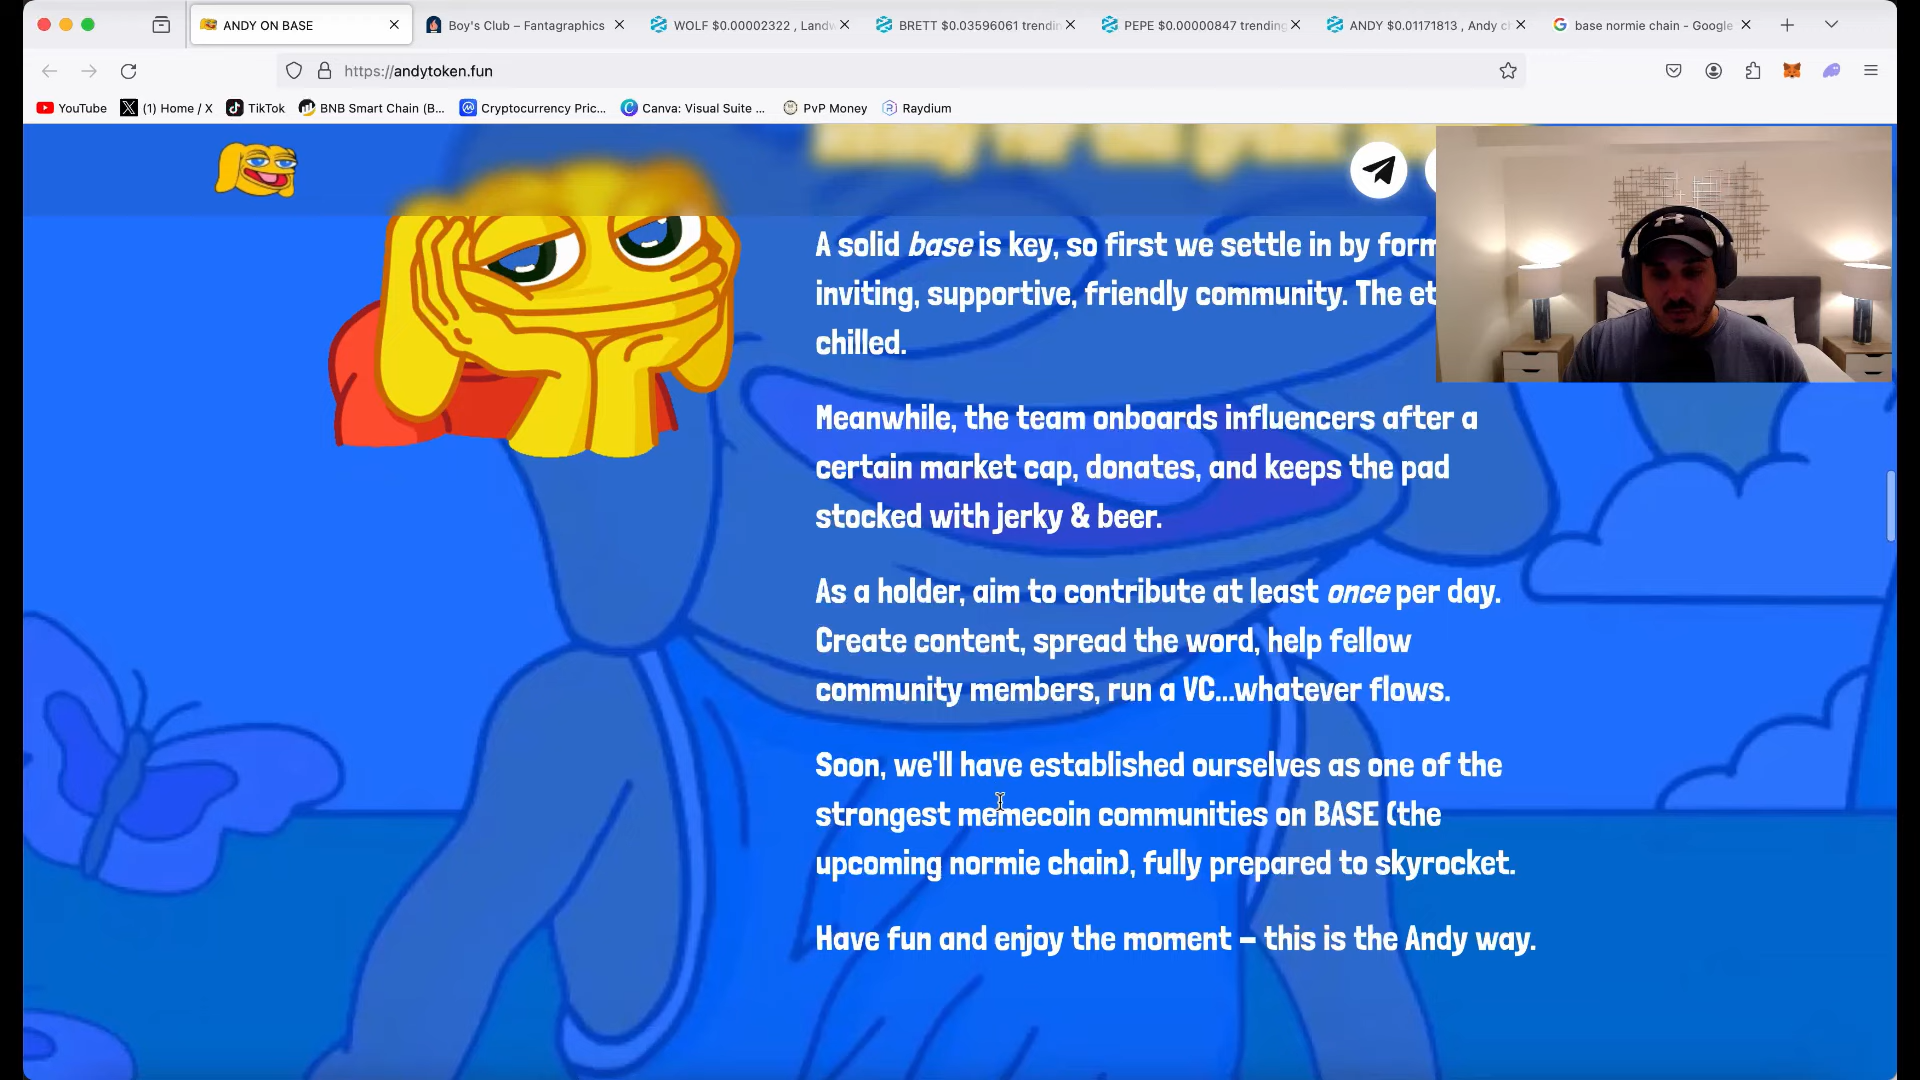 ANDY ON BASE
Boy's Club – Fantagraphics
WOLF $0.00002322 , Landw
BRETT $0.03596061 trendin
PEPE $0.00000847 trending
ANDY $0.01171813 , Andy c
base normie chain - Google
https://andytoken.fun
YouTube
(1) Home / X
TikTok
BNB Smart Chain (B...
Cryptocurrency Pric...
Canva: Visual Suite ...
PvP Money
Raydium
A solid base is key, so first we settle in by form
inviting, supportive, friendly community. The et
chilled.
Meanwhile, the team onboards influencers after a
certain market cap, donates, and keeps the pad
stocked with jerky & beer.
As a holder, aim to contribute at least once per day.
Create content, spread the word, help fellow
community members, run a VC...whatever flows.
Soon, we'll have established ourselves as one of the
strongest memecoin communities on BASE (the
upcoming normie chain), fully prepared to skyrocket.
Have fun and enjoy the moment – this is the Andy way.